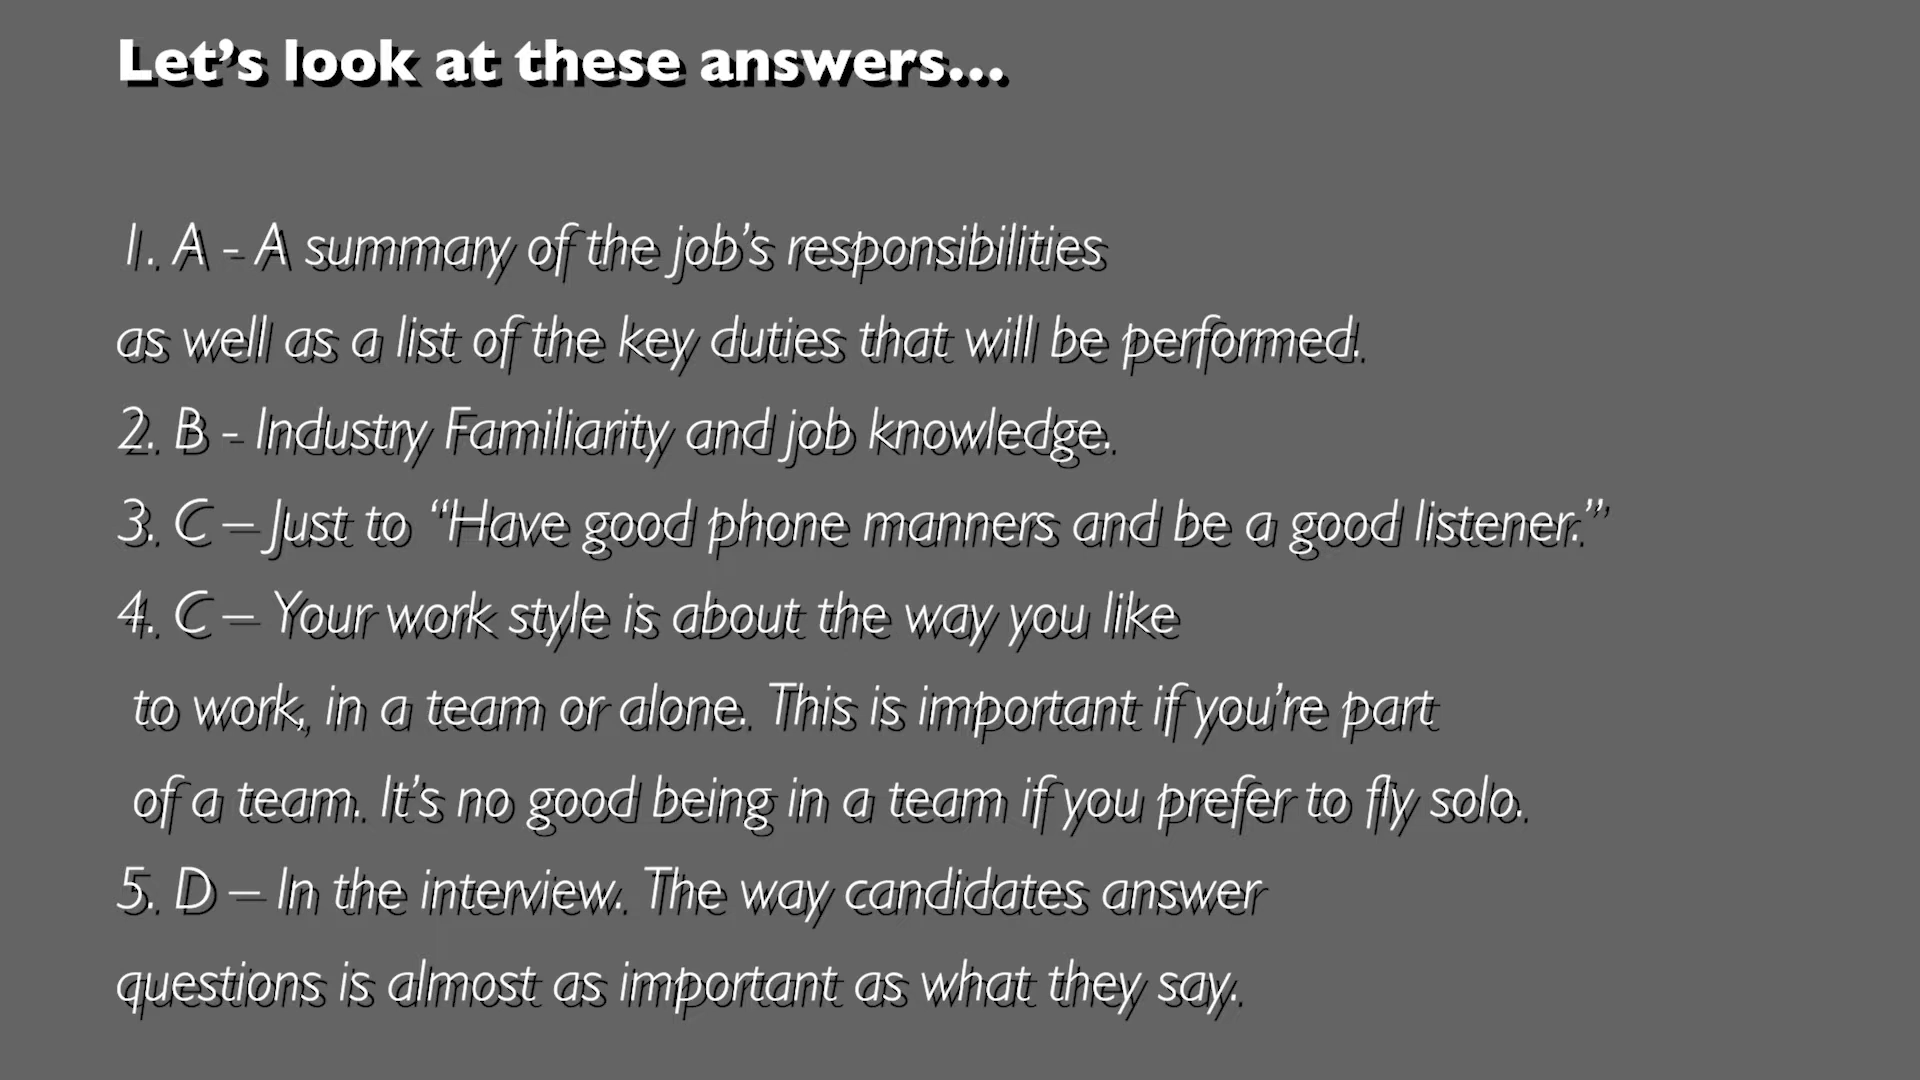 Let’s look at these answers...
1. A - A summary of the job’s responsibilities
as well as a list of the key duties that will be performed.
2. B - Industry Familiarity and job knowledge.
3. C – Just to “Have good phone manners and be a good listener.”
4. C – Your work style is about the way you like
to work, in a team or alone. This is important if you’re part
of a team. It’s no good being in a team if you prefer to fly solo.
5. D – In the interview. The way candidates answer
questions is almost as important as what they say.